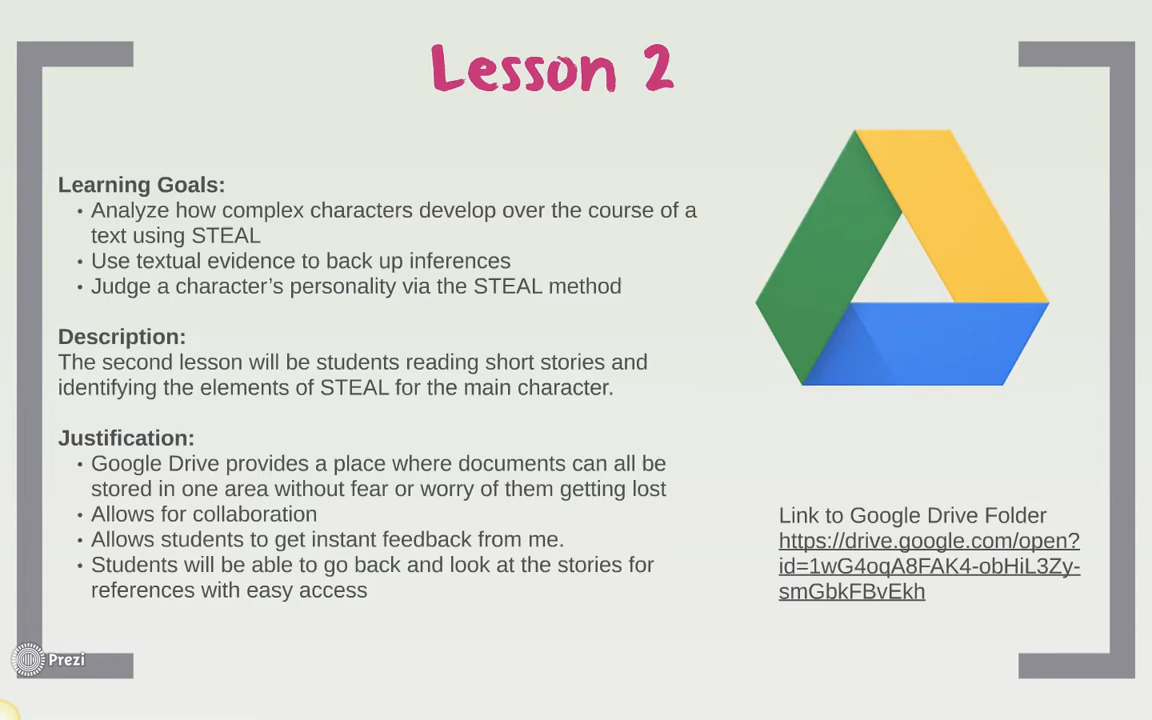 Lesson 2
Learning Goals:
• Analyze how complex characters develop over the course of a
text using STEAL
• Use textual evidence to back up inferences
• Judge a character’s personality via the STEAL method
Description:
The second lesson will be students reading short stories and
identifying the elements of STEAL for the main character.
Justification:
• Google Drive provides a place where documents can all be
stored in one area without fear or worry of them getting lost
• Allows for collaboration
• Allows students to get instant feedback from me.
• Students will be able to go back and look at the stories for
references with easy access
Link to Google Drive Folder
https://drive.google.com/open?
id=1wG4oqA8FAK4-obHiL3Zy-
smGbkFBvEkh
Prezi